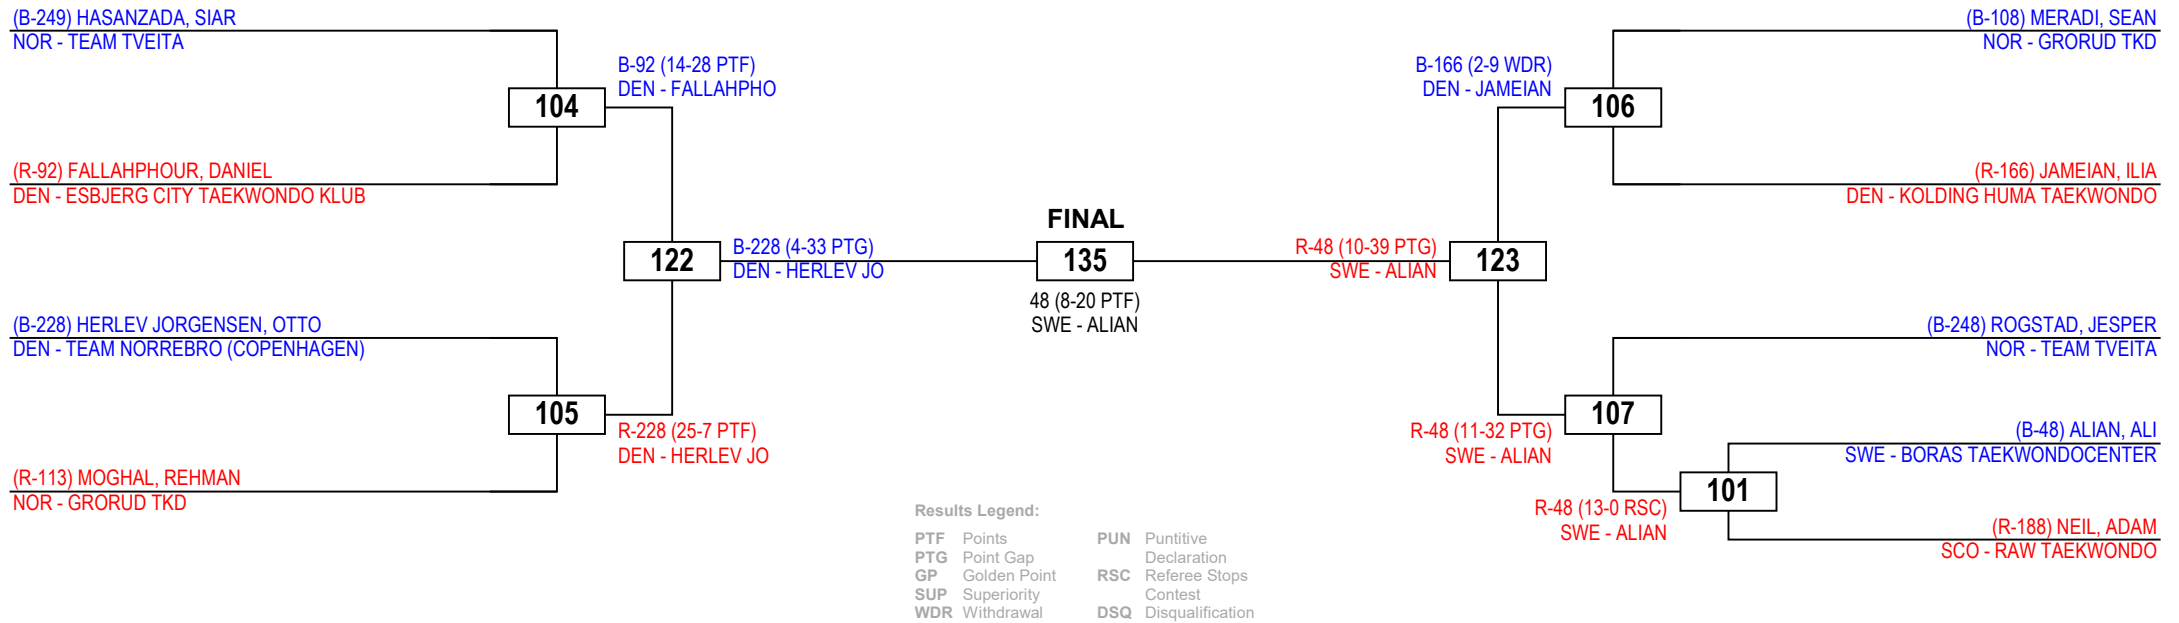 (B-249) HASANZADA, SIAR
NOR - TEAM TVEITA
B-92 (14-28 PTF)
DEN - FALLAHPHO
104
(R-92) FALLAHPHOUR, DANIEL
DEN - ESBJERG CITY TAEKWONDO KLUB
122
B-228 (4-33 PTG)
DEN - HERLEV JO
(B-228) HERLEV JORGENSEN, OTTO
DEN - TEAM NORREBRO (COPENHAGEN)
105
R-228 (25-7 PTF)
DEN - HERLEV JO
(R-113) MOGHAL, REHMAN
NOR - GRORUD TKD
FINAL
135
48 (8-20 PTF)
SWE - ALIAN
(B-108) MERADI, SEAN
NOR - GRORUD TKD
B-166 (2-9 WDR)
DEN - JAMEIAN
106
(R-166) JAMEIAN, ILIA
DEN - KOLDING HUMA TAEKWONDO
R-48 (10-39 PTG)
SWE - ALIAN
123
(B-248) ROGSTAD, JESPER
NOR - TEAM TVEITA
107
R-48 (11-32 PTG)
SWE - ALIAN
(B-48) ALIAN, ALI
SWE - BORAS TAEKWONDOCENTER
101
R-48 (13-0 RSC)
SWE - ALIAN
(R-188) NEIL, ADAM
SCO - RAW TAEKWONDO
Results Legend:
PTF Points
PTG Point Gap
GP Golden Point
SUP Superiority
WDR Withdrawal
PUN Puntitive
Declaration
RSC Referee Stops
Contest
DSQ Disqualification